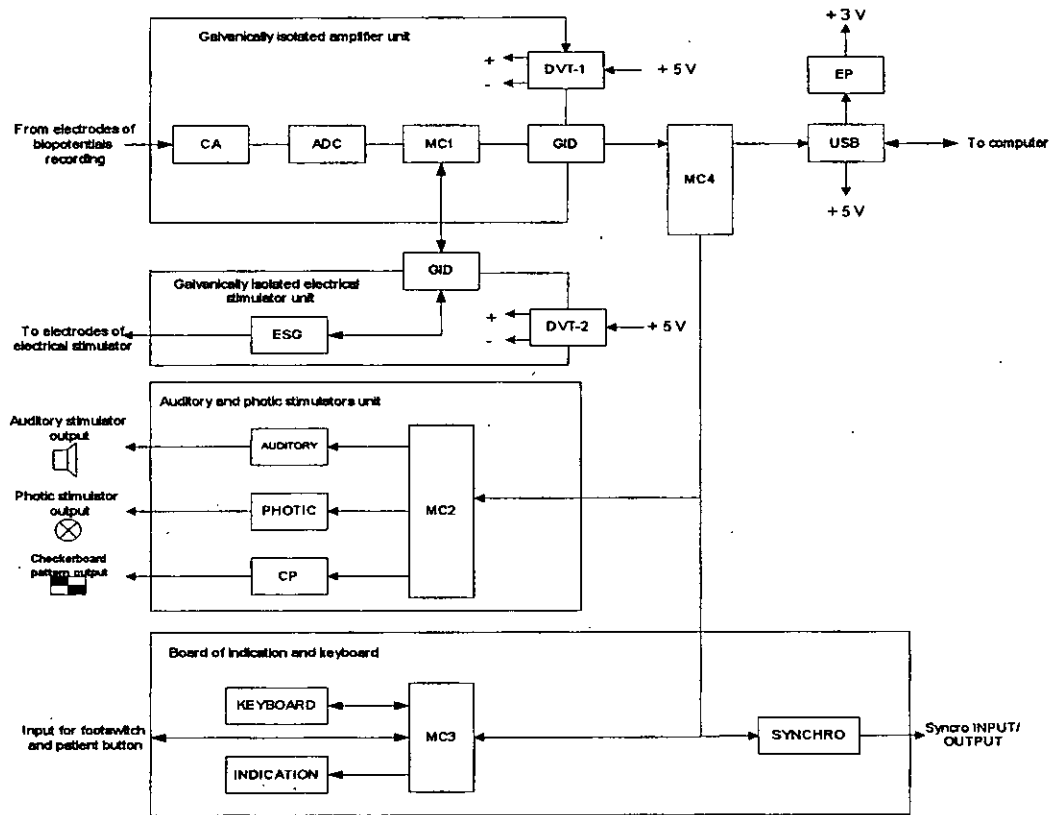 Galvanically isolated amplifier unit
+ 3 V
+
-
DVT-1
+ 5 V
EP
From electrodes of
biopotentials
recording
CA
ADC
MC1
GID
MC4
USB
To computer
+ 5 V
GID
Galvanically isolated electrical
stimulator unit
To electrodes of
electrical stimulator
ESG
+
-
DVT-2
+ 5 V
Auditory and photic stimulators unit
Auditory stimulator
output
AUDITORY
Photic stimulator
output
PHOTIC
MC2
Checkerboard
pattern output
CP
Board of indication and keyboard
KEYBOARD
Input for footswitch
and patient button
MC3
INDICATION
SYNCHRO
Syncro INPUT/
OUTPUT